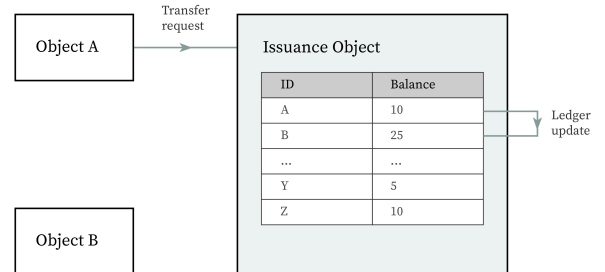 Transfer
request
Object A
Issuance Object
ID Balance
A 10
B 25
... ...
Y 5
Z 10
Ledger
update
Object B